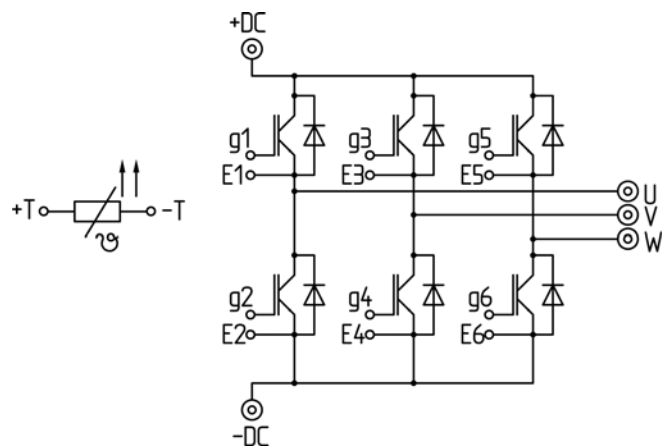 +DC
g1 g3 g5
E1 E3 E5
U
+T -T
V
ϑ
W
g2 g4 g6
E2 E4 E6
-DC